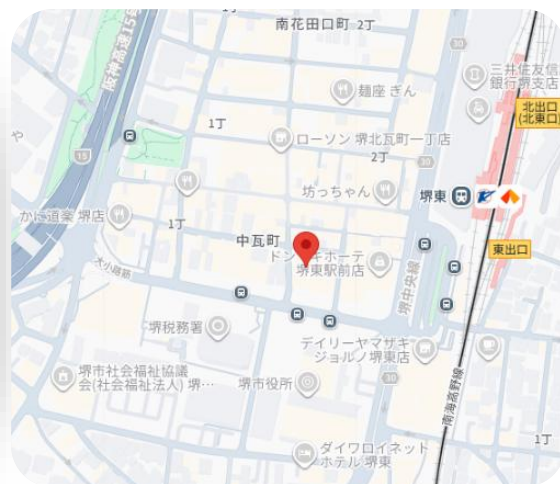 南花田口町 2丁
30
阪神高速15号
三井住友信
銀行堺支店
麺座 ぎん
北出口
(北東口)
1丁
ローソン 堺北瓦町一丁店
や
15
2丁
30
坊っちゃん
堺東
かに道楽 堺店
1丁
中瓦町
東出口
ドン・キホーテ
堺東駅前店
大小路筋
堺中央線
堺税務署
デイリーヤマザキ
ジョルノ堺東店
堺市社会福祉協議
会(社会福祉法人) 堺…
堺市役所
南海高野線
30
1丁
ダイワロイネット
ホテル 堺東